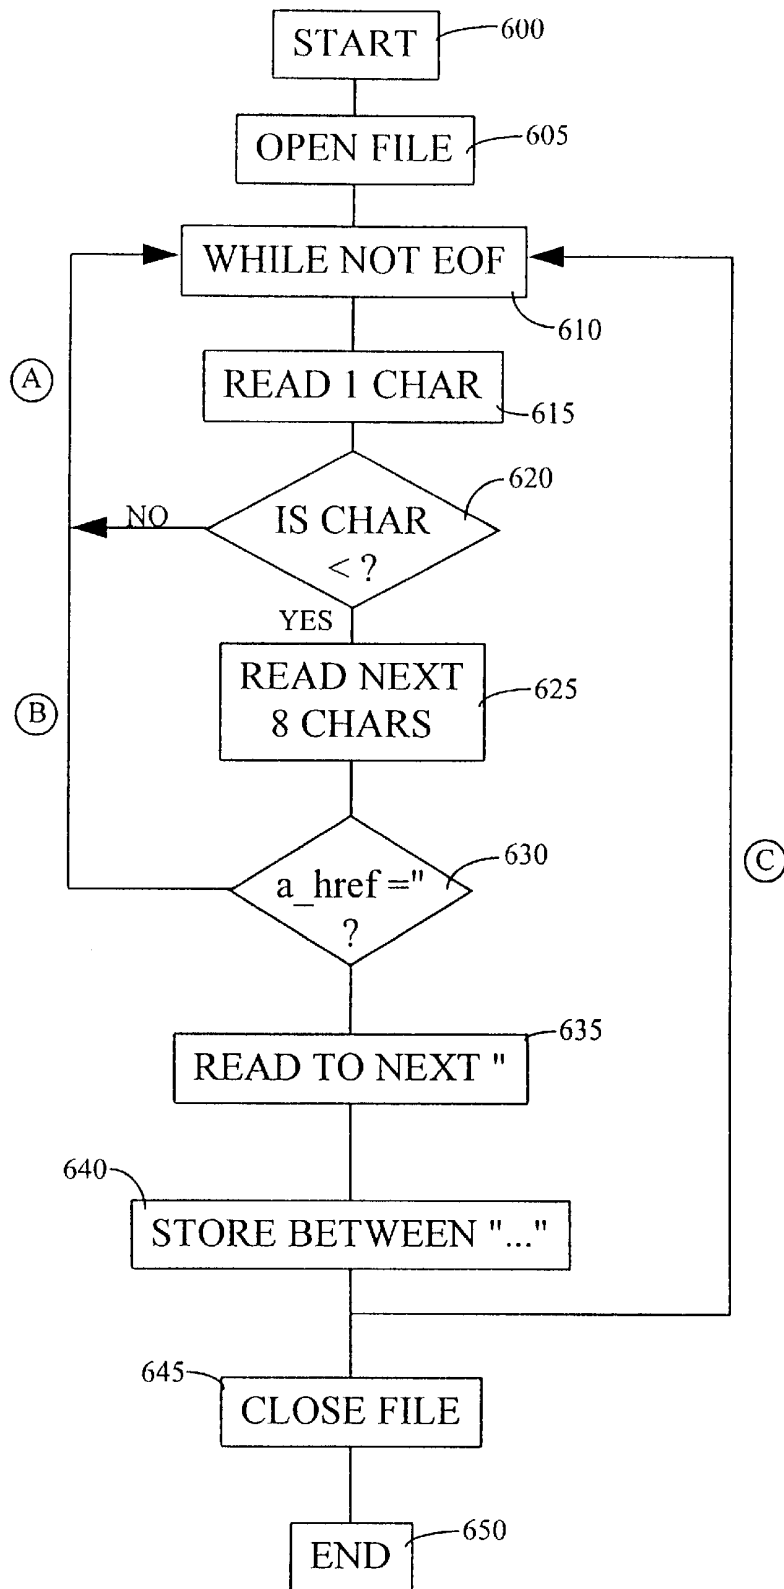 START
600
OPEN FILE
605
WHILE NOT EOF
610
A
READ 1 CHAR
615
620
IS CHAR
< ?
NO
YES
READ NEXT
8 CHARS
625
B
630
a_href ="
?
C
635
READ TO NEXT "
640
STORE BETWEEN "..."
645
CLOSE FILE
END
650